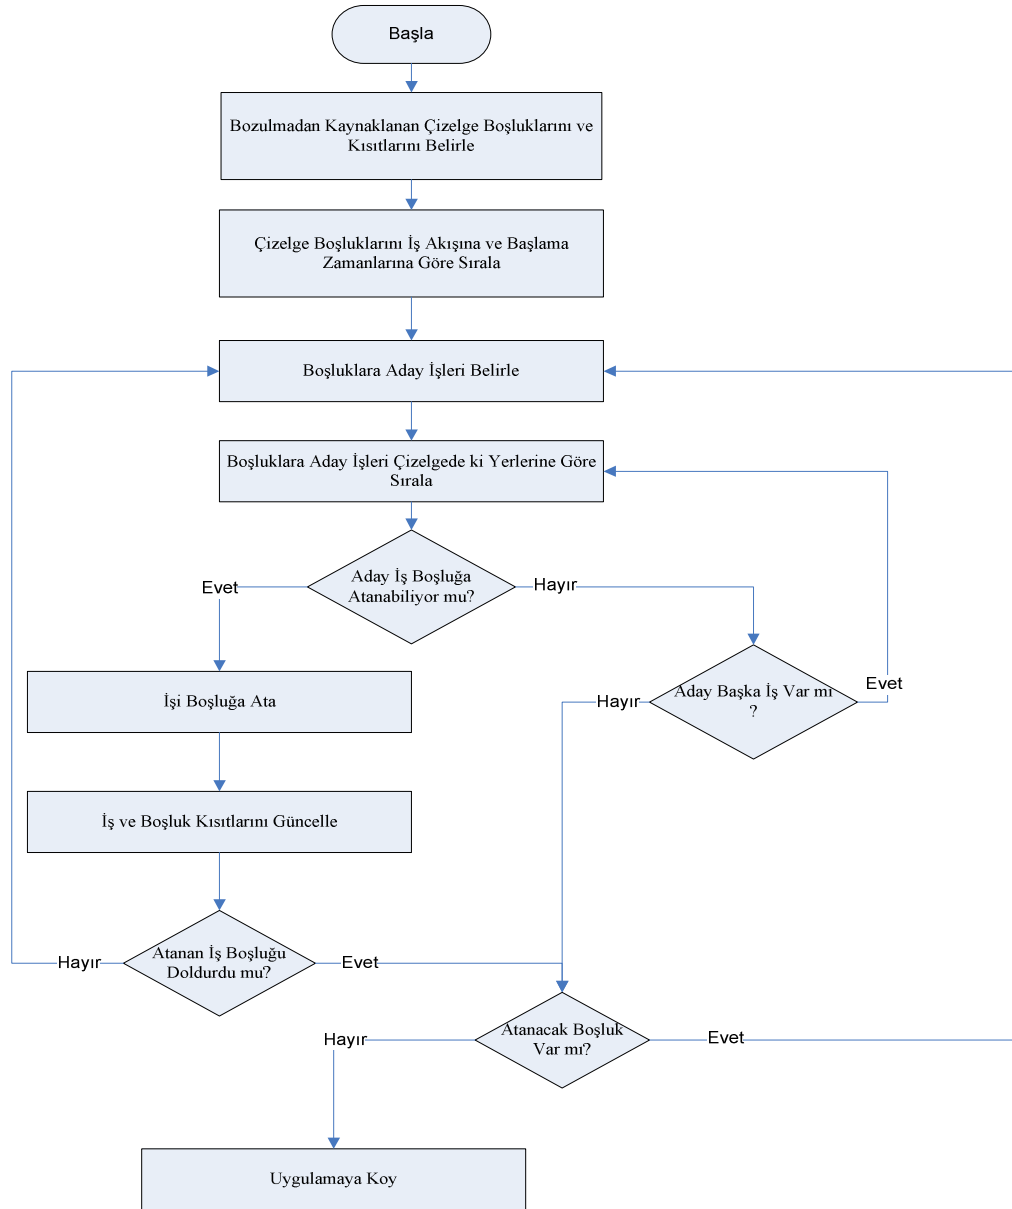 Başla
Bozulmadan Kaynaklanan Çizelge Boşluklarını ve
Kısıtlarını Belirle
Çizelge Boşluklarını İş Akışına ve Başlama
Zamanlarına Göre Sırala
Boşluklara Aday İşleri Belirle
Boşluklara Aday İşleri Çizelgede ki Yerlerine Göre
Sırala
Aday İş Boşluğa
Atanabiliyor mu?
Evet
Hayır
İşi Boşluğa Ata
Aday Başka İş Var mı
?
Hayır
Evet
İş ve Boşluk Kısıtlarını Güncelle
Atanan İş Boşluğu
Doldurdu mu?
Hayır
Evet
Atanacak Boşluk
Var mı?
Hayır
Evet
Uygulamaya Koy